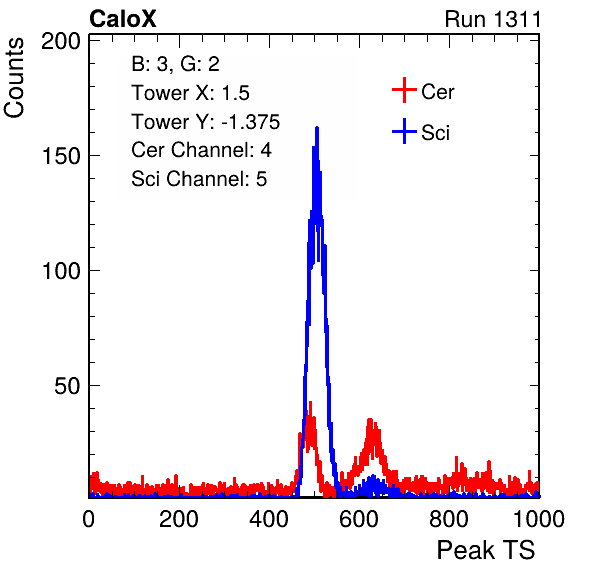 CaloX Run 1311
Counts
200
150
100
50
B: 3, G: 2
Tower X: 1.5
Tower Y: -1.375
Cer Channel: 4
Sci Channel: 5
Cer
Sci
0 200 400 600 800 1000
Peak TS